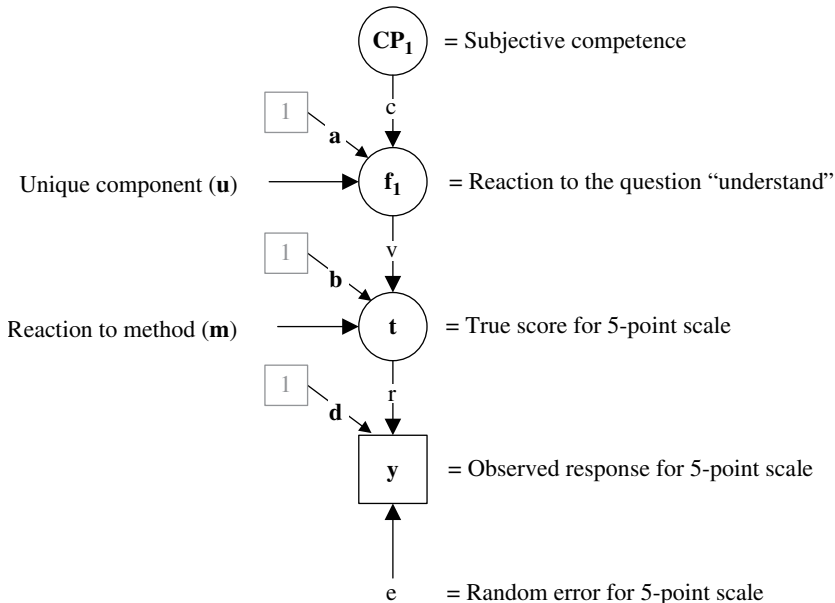 CP1 = Subjective competence
c
1
a
Unique component (u)
f1 = Reaction to the question “understand”
v
1
b
Reaction to method (m)
t = True score for 5-point scale
r
1
d
y = Observed response for 5-point scale
e = Random error for 5-point scale